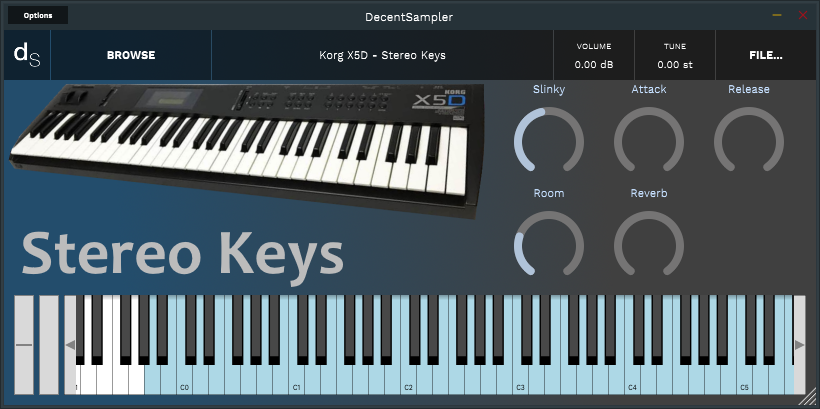 Options
DecentSampler
dS
BROWSE
Korg X5D - Stereo Keys
VOLUME
0.00 dB
TUNE
0.00 st
FILE...
KORG
X5D
Slinky
Attack
Release
Room
Reverb
Stereo Keys
C0
C1
C2
C3
C4
C5